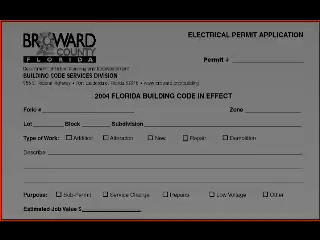 BROWARD
COUNTY
FLORIDA
ELECTRICAL PERMIT APPLICATION
Permit #
BUILDING CODE SERVICES DIVISION
2004 FLORIDA BUILDING CODE IN EFFECT
Folio # Zone
Lot Block Subdivision
Type of Work: Addition Alteration New Repair Demolition
Describe
Purpose: Sub-Permit Service Change Repairs Low Voltage Other
Estimated Job Value $